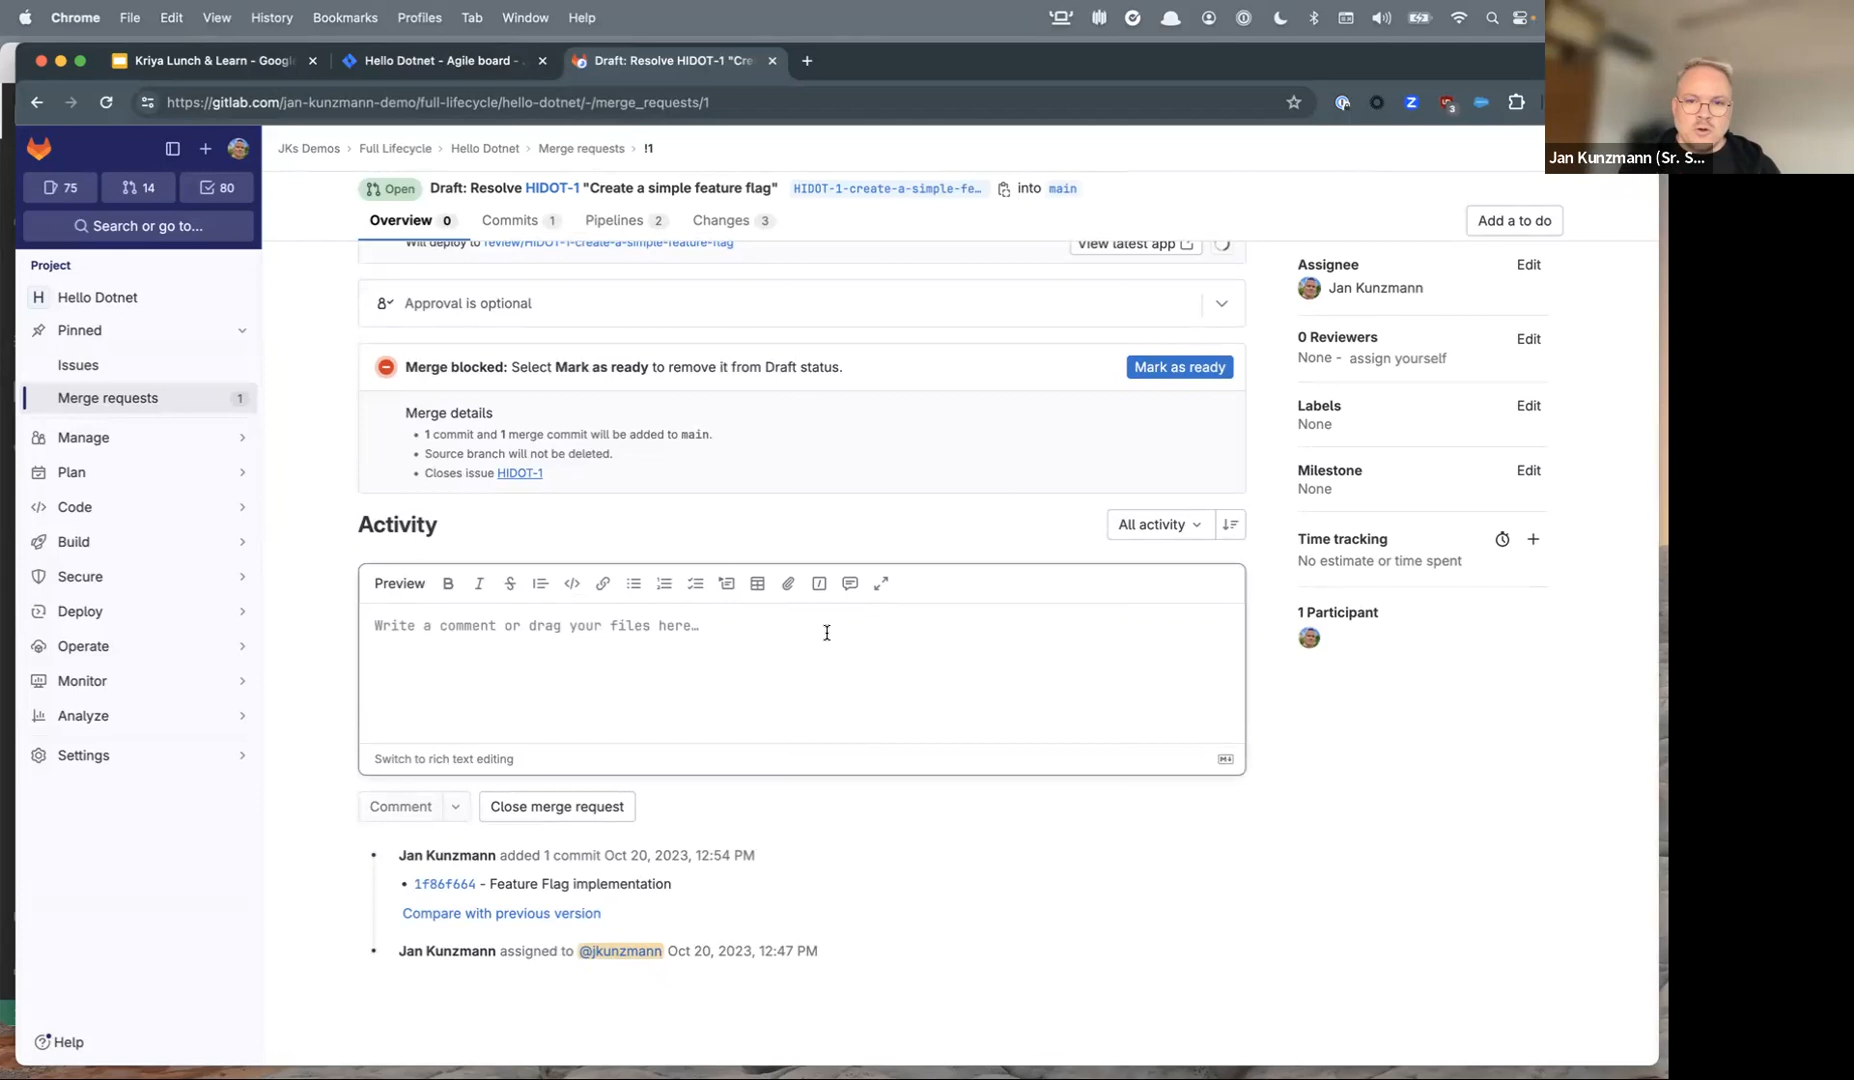 Chrome File Edit View History Bookmarks Profiles Tab Window Help
Kriya Lunch & Learn - Googl
Hello Dotnet - Agile board -
Draft: Resolve HIDOT-1 "Cre
https://gitlab.com/jan-kunzmann-demo/full-lifecycle/hello-dotnet/-/merge_requests/1
3
Jan Kunzmann (Sr. S...
75
14
80
Search or go to...
Project
H Hello Dotnet
Pinned
Issues
Merge requests 1
Manage
Plan
Code
Build
Secure
Deploy
Operate
Monitor
Analyze
Settings
Help
JKs Demos Full Lifecycle Hello Dotnet Merge requests !1
Open Draft: Resolve HIDOT-1 "Create a simple feature flag" HIDOT-1-create-a-simple-fe… into main
Overview 0 Commits 1 Pipelines 2 Changes 3
Add a to do
Will deploy to review/HIDOT-1-create-a-simple-feature-flag
View latest app
Approval is optional
Merge blocked: Select Mark as ready to remove it from Draft status.
Mark as ready
Merge details
• 1 commit and 1 merge commit will be added to main.
• Source branch will not be deleted.
• Closes issue HIDOT-1
Activity
All activity
Preview
Write a comment or drag your files here…
Switch to rich text editing
Comment
Close merge request
Jan Kunzmann added 1 commit Oct 20, 2023, 12:54 PM
• 1f86f664 - Feature Flag implementation
Compare with previous version
Jan Kunzmann assigned to @jkunzmann Oct 20, 2023, 12:47 PM
Assignee Edit
Jan Kunzmann
0 Reviewers Edit
None - assign yourself
Labels Edit
None
Milestone Edit
None
Time tracking
No estimate or time spent
1 Participant